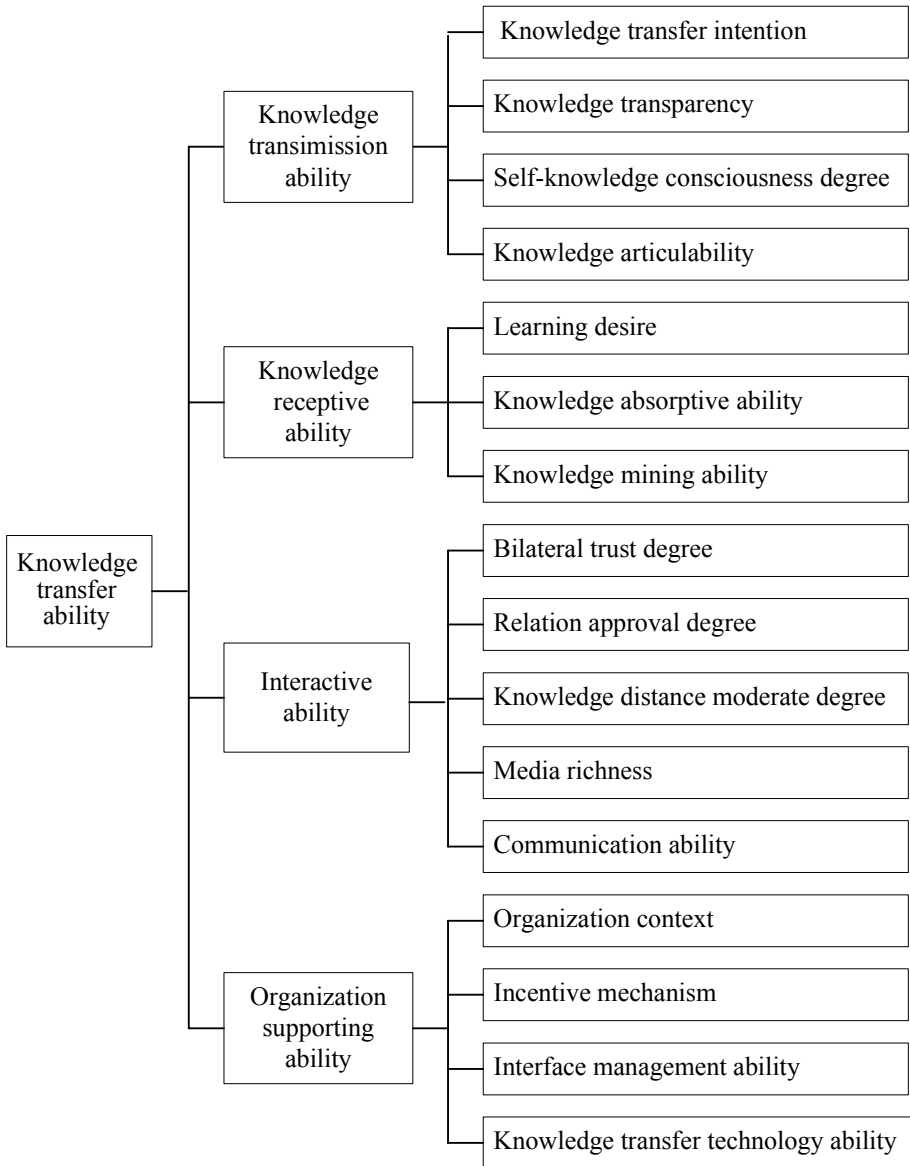 Knowledge
transfer
ability
Knowledge
transimission
ability
Knowledge transfer intention
Knowledge transparency
Self-knowledge consciousness degree
Knowledge articulability
Knowledge
receptive
ability
Learning desire
Knowledge absorptive ability
Knowledge mining ability
Interactive
ability
Bilateral trust degree
Relation approval degree
Knowledge distance moderate degree
Media richness
Communication ability
Organization
supporting
ability
Organization context
Incentive mechanism
Interface management ability
Knowledge transfer technology ability